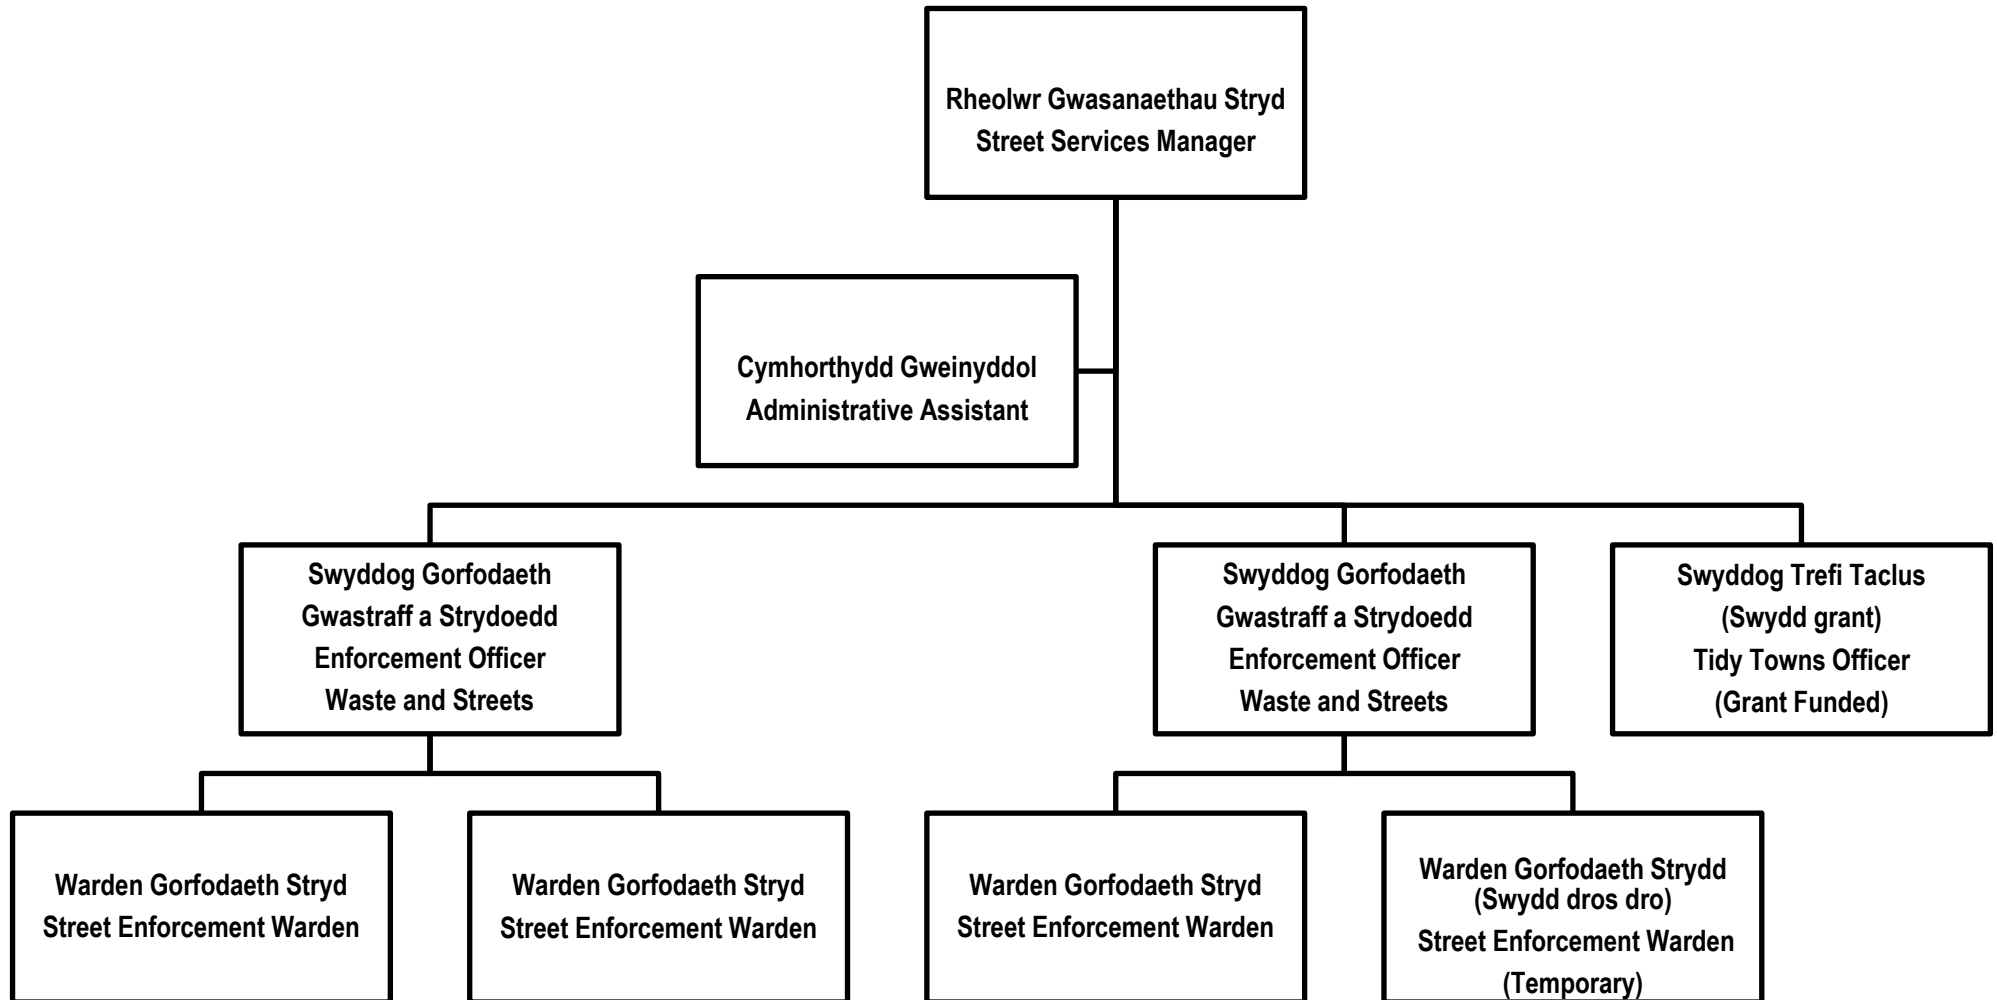 Rheolwr Gwasanaethau Stryd
Street Services Manager
Cymhorthydd Gweinyddol
Administrative Assistant
Swyddog Gorfodaeth
Gwastraff a Strydoedd
Enforcement Officer
Waste and Streets
Swyddog Gorfodaeth
Gwastraff a Strydoedd
Enforcement Officer
Waste and Streets
Swyddog Trefi Taclus
(Swydd grant)
Tidy Towns Officer
(Grant Funded)
Warden Gorfodaeth Stryd
Street Enforcement Warden
Warden Gorfodaeth Stryd
Street Enforcement Warden
Warden Gorfodaeth Stryd
Street Enforcement Warden
Warden Gorfodaeth Strydd
(Swydd dros dro)
Street Enforcement Warden
(Temporary)